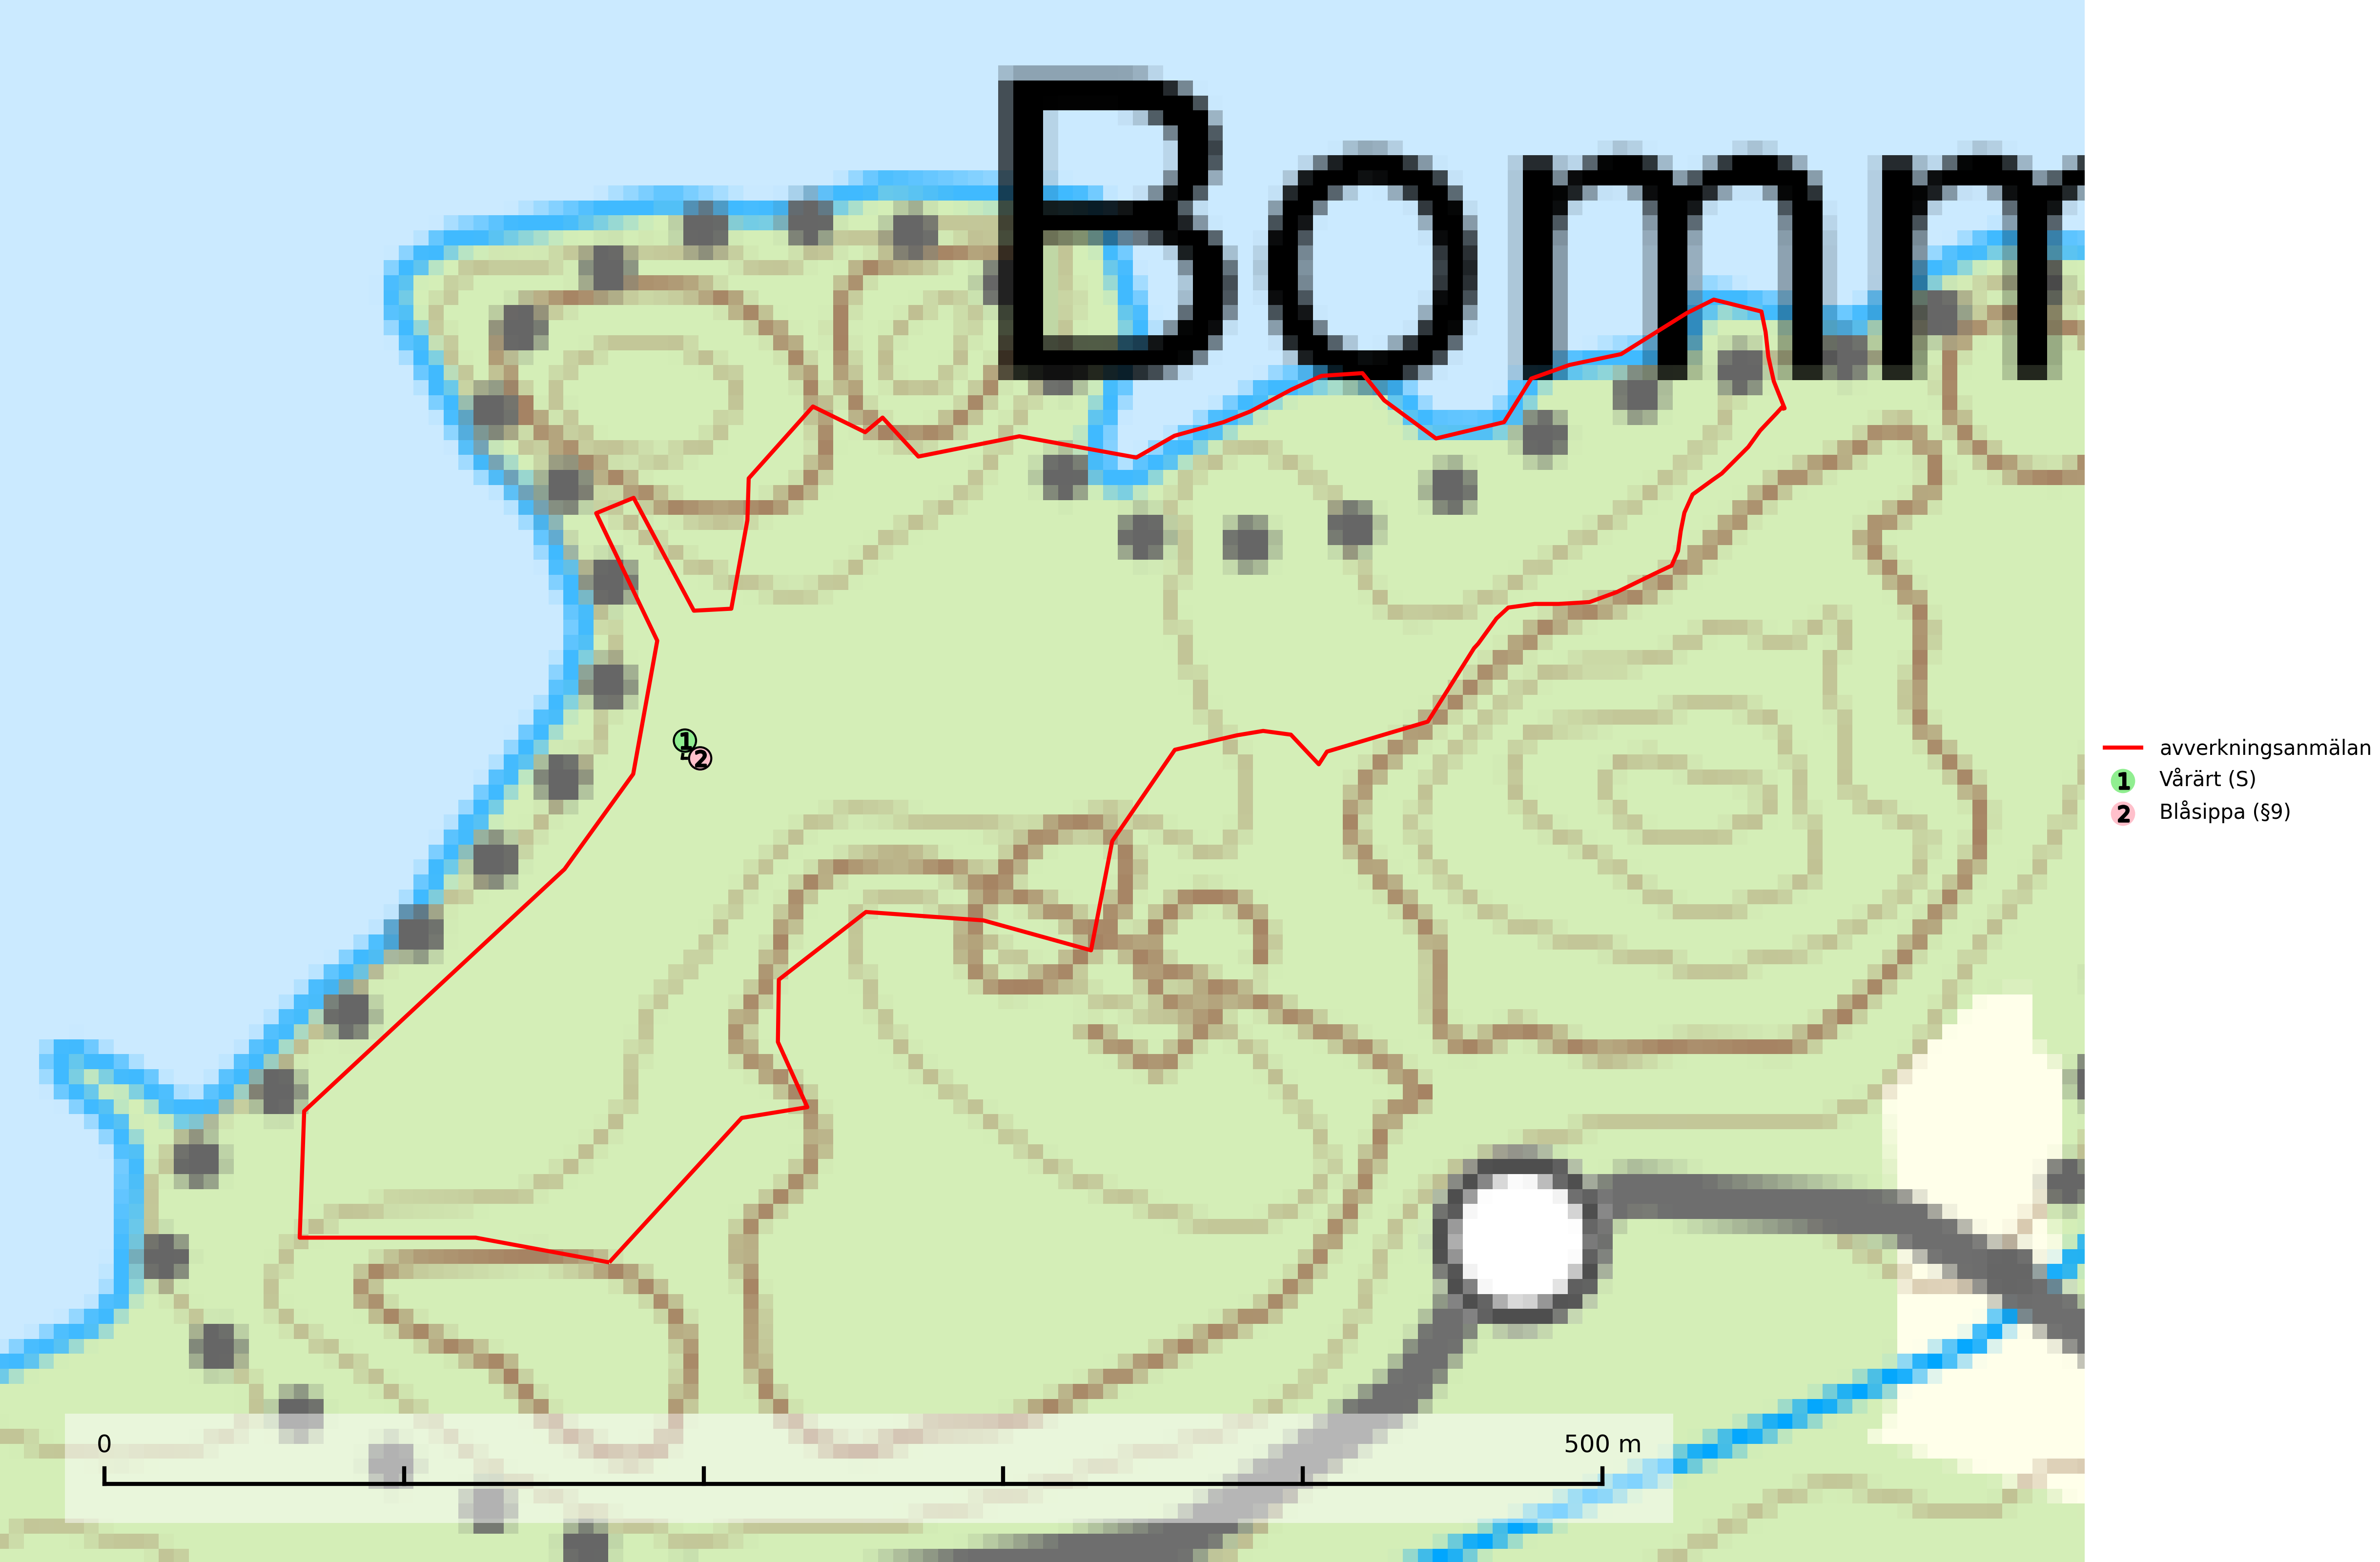 Bomm
avverkningsanmälan
1 Vårärt (S)
2 Blåsippa (§9)
1
2
0 500 m